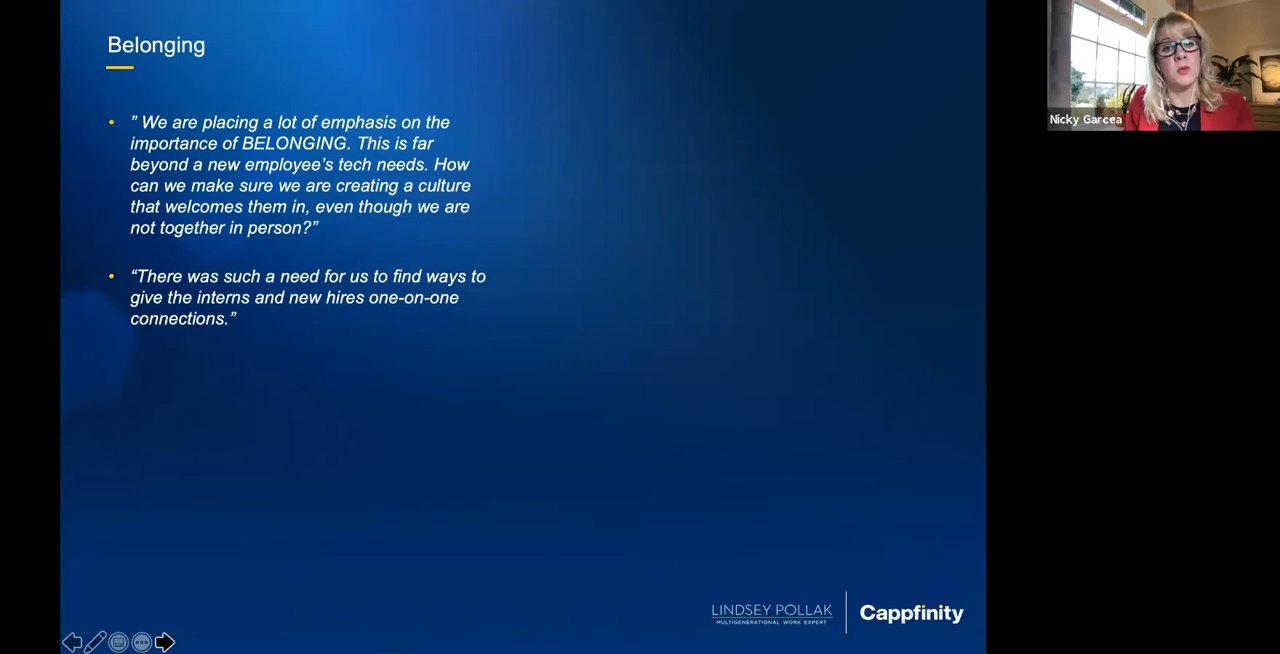 Belonging
” We are placing a lot of emphasis on the
importance of BELONGING. This is far
beyond a new employee’s tech needs. How
can we make sure we are creating a culture
that welcomes them in, even though we are
not together in person?”
“There was such a need for us to find ways to
give the interns and new hires one-on-one
connections.”
Nicky Garcea
LINDSEY POLLAK
MULTIGENERATIONAL WORK EXPERT
Cappfinity